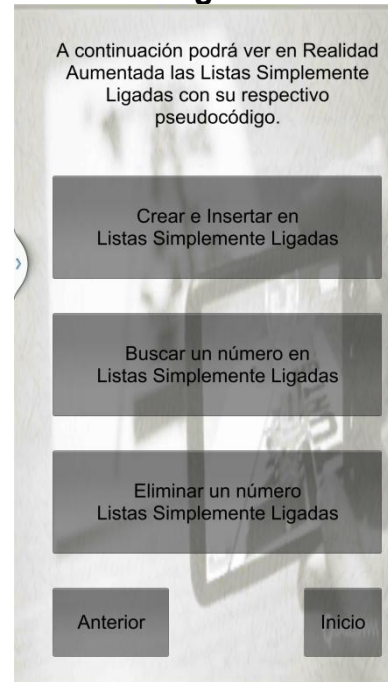 A continuación podrá ver en Realidad
Aumentada las Listas Simplemente
Ligadas con su respectivo
pseudocódigo.
Crear e Insertar en
Listas Simplemente Ligadas
Buscar un número en
Listas Simplemente Ligadas
Eliminar un número
Listas Simplemente Ligadas
Anterior
Inicio